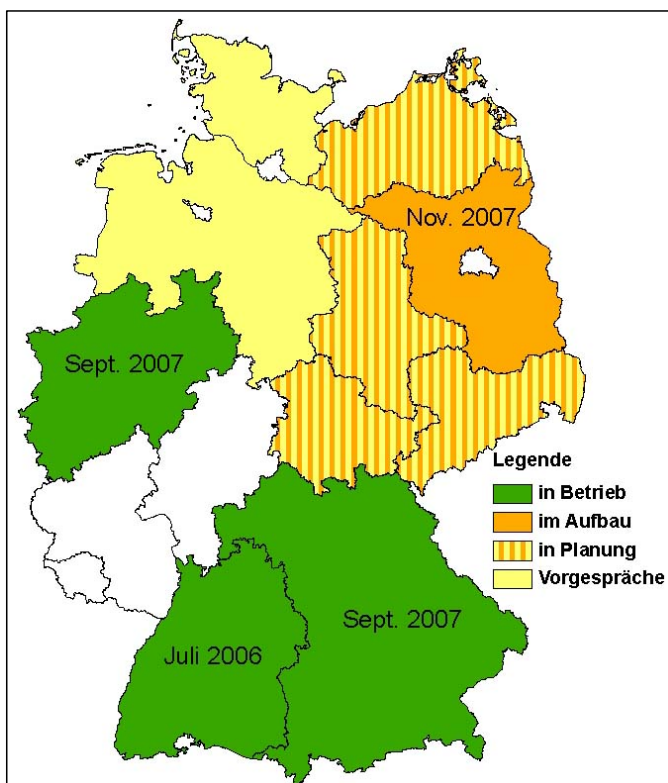 Nov. 2007
Sept. 2007
Legende
in Betrieb
im Aufbau
in Planung
Vorgespräche
Sept. 2007
Juli 2006